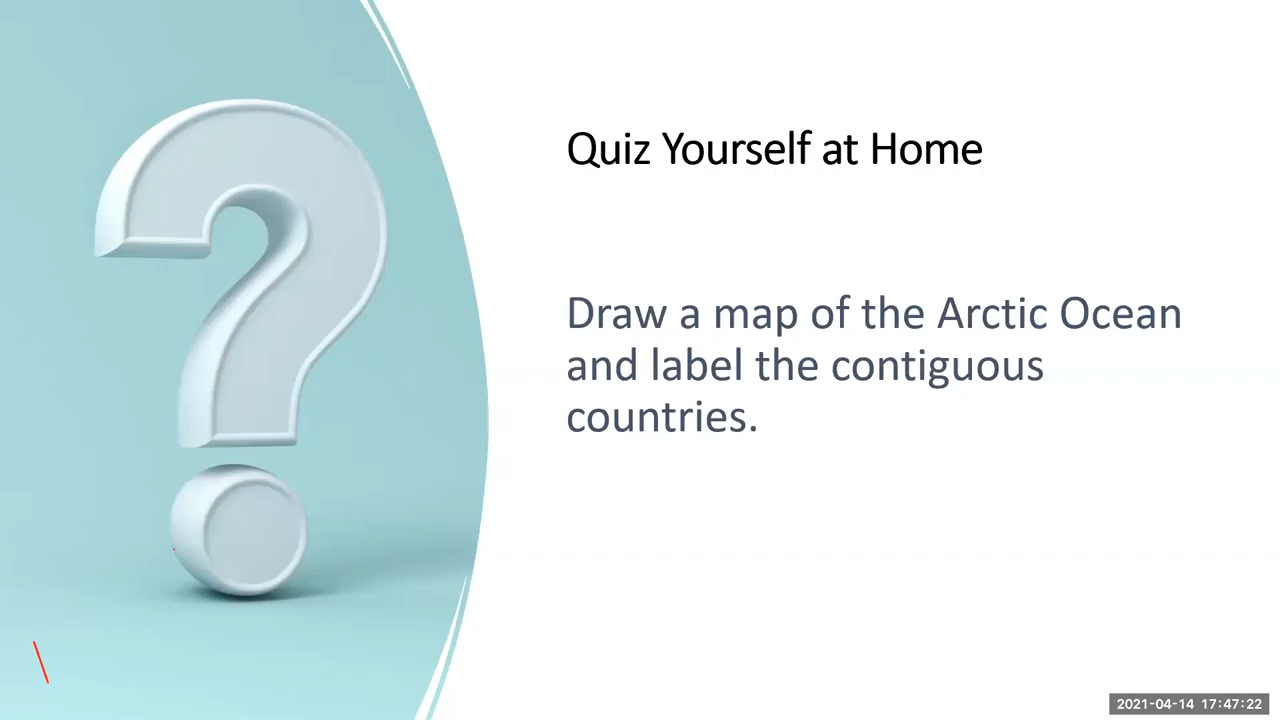 Quiz Yourself at Home
Draw a map of the Arctic Ocean
and label the contiguous
countries.
2021-04-14 17:47:22